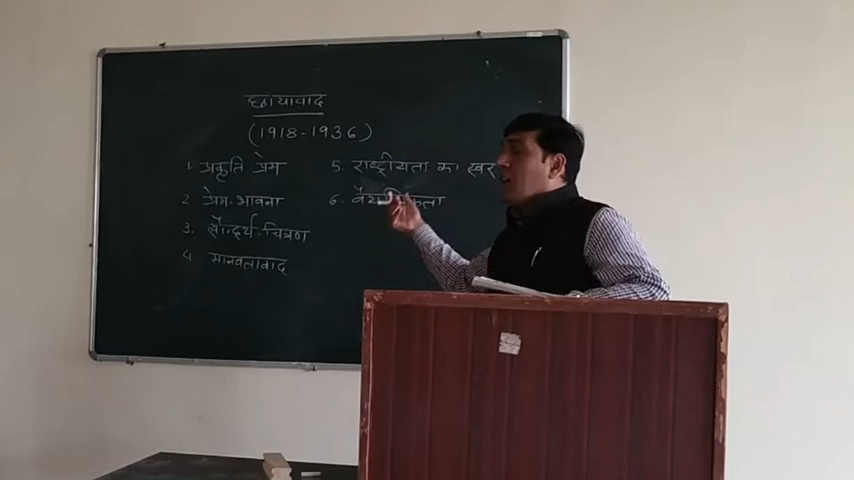 छायावाद
(1918-1936)
1. प्रकृति-प्रेम
2 प्रेम-भावना
3. सौन्दर्य-चित्रण
4 मानवतावाद
5. राष्ट्रीयता का स्वर
6.